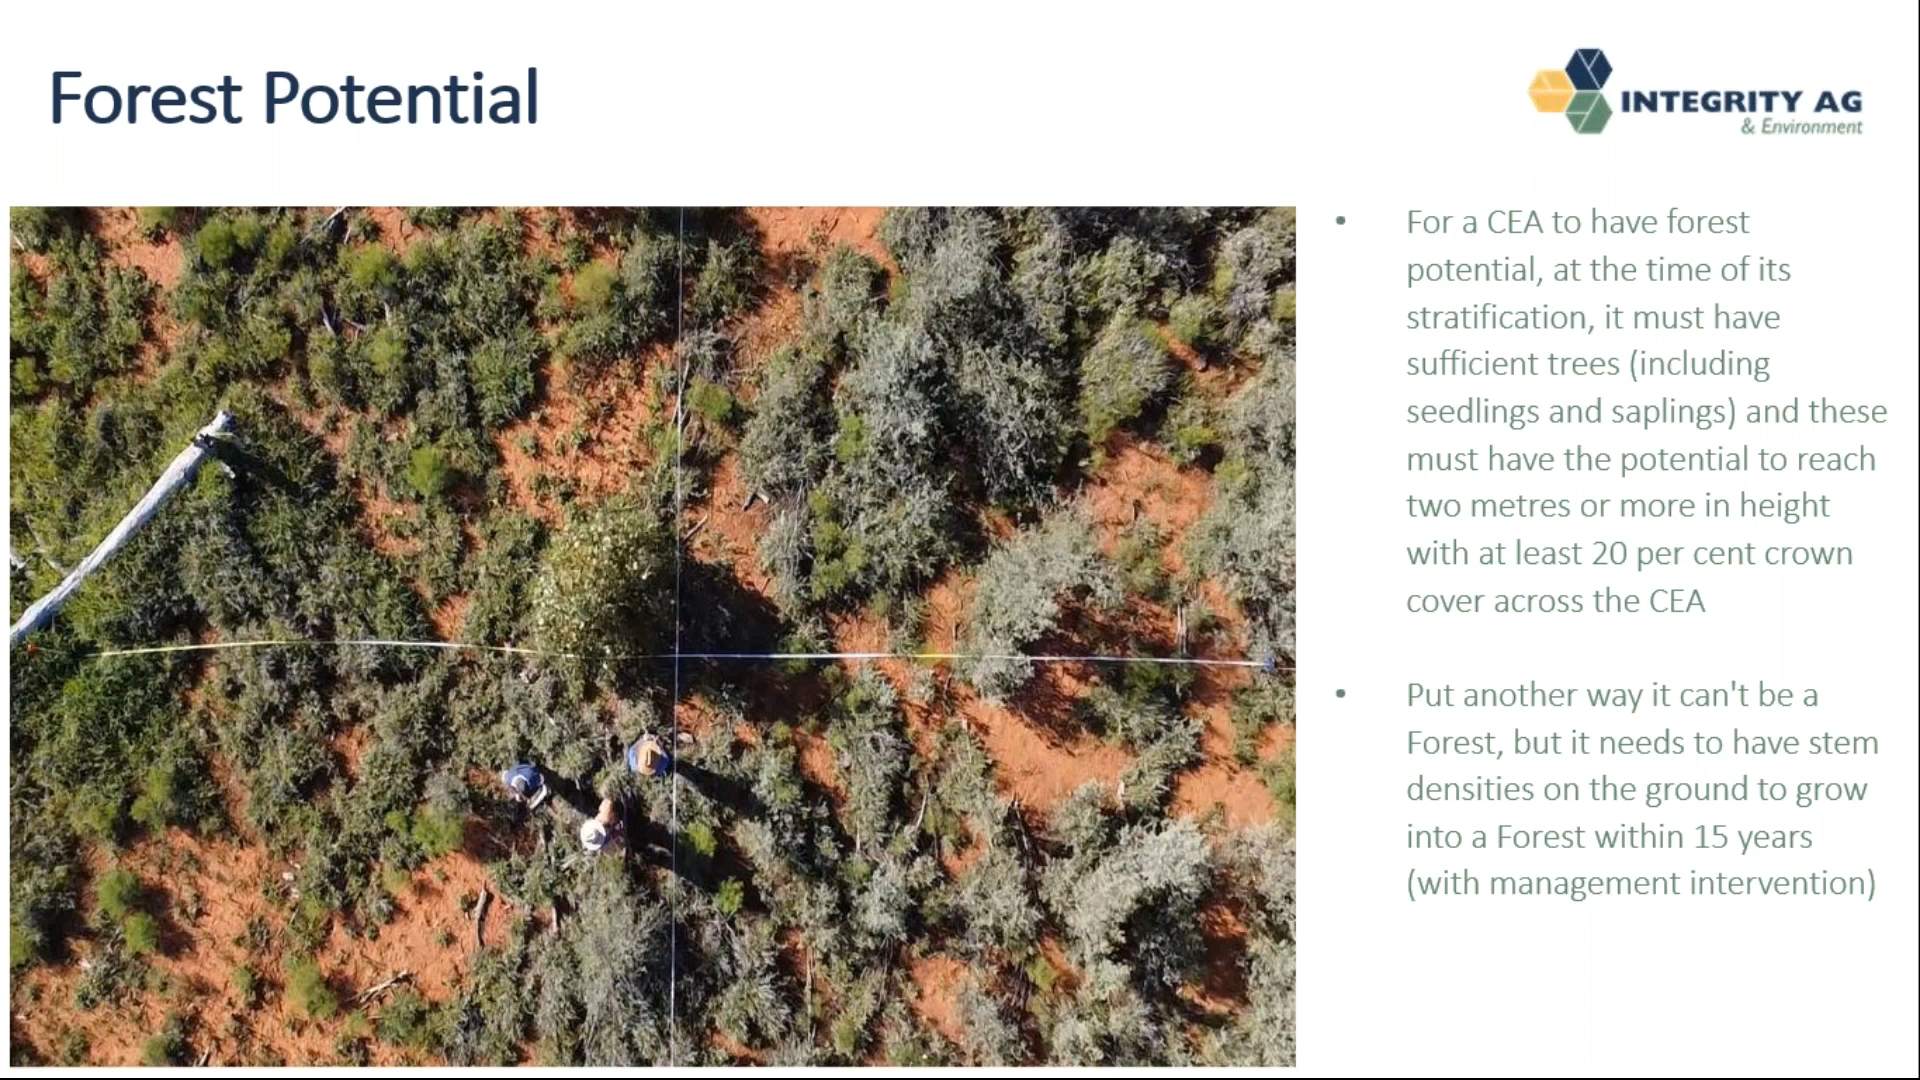 Forest Potential
INTEGRITY AG
& Environment
• For a CEA to have forest
potential, at the time of its
stratification, it must have
sufficient trees (including
seedlings and saplings) and these
must have the potential to reach
two metres or more in height
with at least 20 per cent crown
cover across the CEA
• Put another way it can't be a
Forest, but it needs to have stem
densities on the ground to grow
into a Forest within 15 years
(with management intervention)